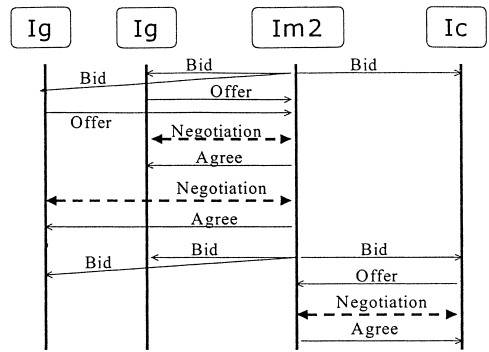 Ig Ig Im2 Ic
Bid Bid
Bid
Offer
Offer
Negotiation
Agree
Negotiation
Agree
Bid Bid
Bid
Offer
Negotiation
Agree